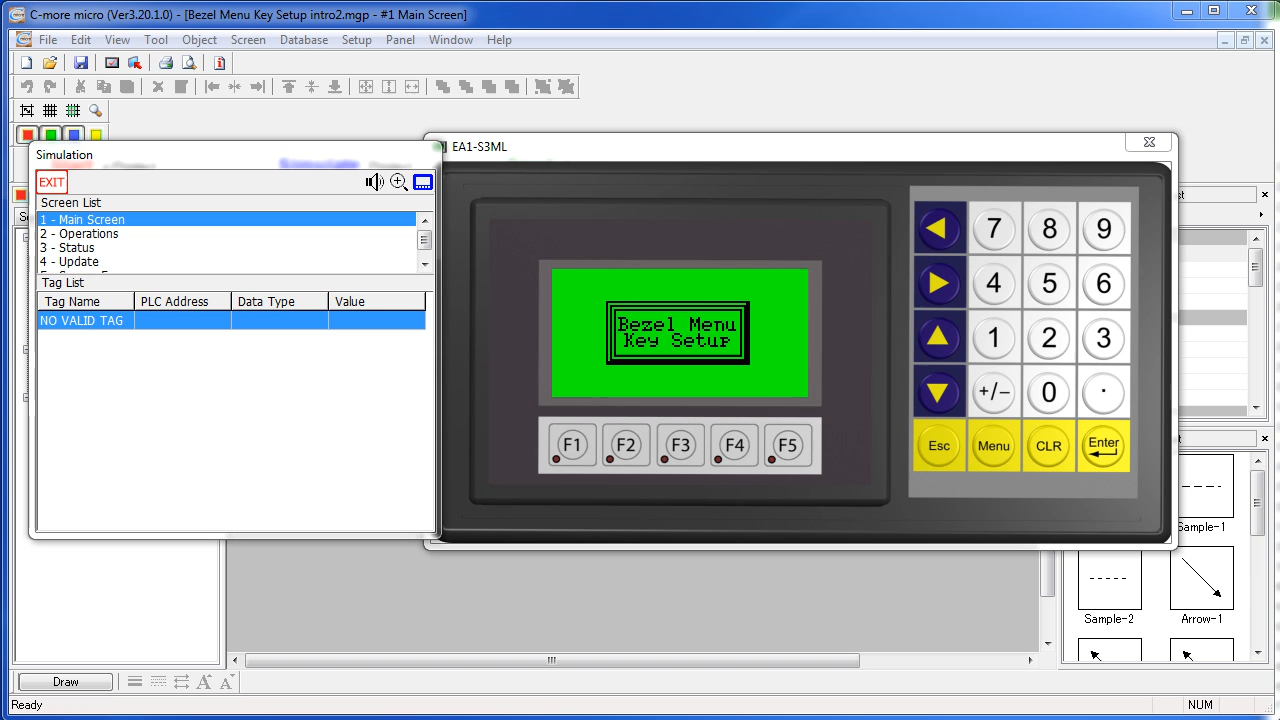 C-more micro (Ver3.20.1.0) - [Bezel Menu Key Setup intro2.mgp - #1 Main Screen]
File Edit View Tool Object Screen Database Setup Panel Window Help
Simulation
EXIT
Screen List
1 - Main Screen
2 - Operations
3 - Status
4 - Update
Tag List
Tag Name PLC Address Data Type Value
NO VALID TAG
EA1-S3ML
Bezel Menu
Key Setup
F1 F2 F3 F4 F5
7 8 9
4 5 6
1 2 3
+/− 0 .
Esc Menu CLR Enter
Sample-1
Sample-2 Arrow-1
Draw
Ready
NUM